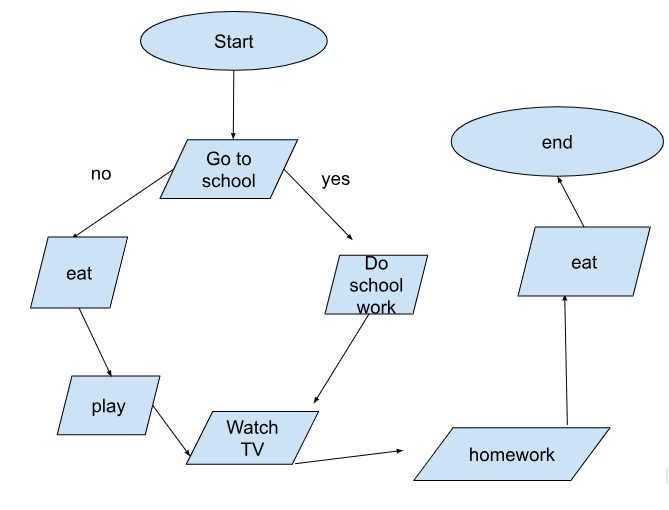 Start
Go to
school
no
yes
end
eat
Do
school
work
eat
play
Watch
TV
homework